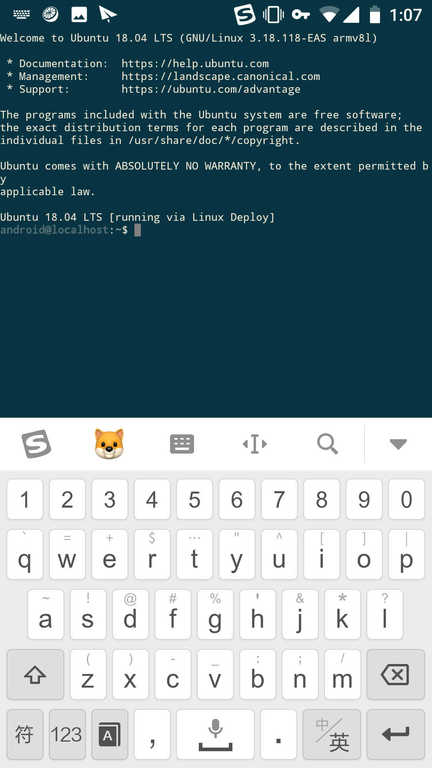 1:07
Welcome to Ubuntu 18.04 LTS (GNU/Linux 3.18.118-EAS armv8l)
* Documentation: https://help.ubuntu.com
* Management: https://landscape.canonical.com
* Support: https://ubuntu.com/advantage
The programs included with the Ubuntu system are free software;
the exact distribution terms for each program are described in the
individual files in /usr/share/doc/*/copyright.
Ubuntu comes with ABSOLUTELY NO WARRANTY, to the extent permitted b
y
applicable law.
Ubuntu 18.04 LTS [running via Linux Deploy]
android@localhost:~$
S
1 2 3 4 5 6 7 8 9 0
` = + $ … " ^ [ ] |
q w e r t y u i o p
~ ! @ # % ' & * ?
a s d f g h j k l
( ) - _ : ; /
z x c v b n m
符 123 A , . 中/英